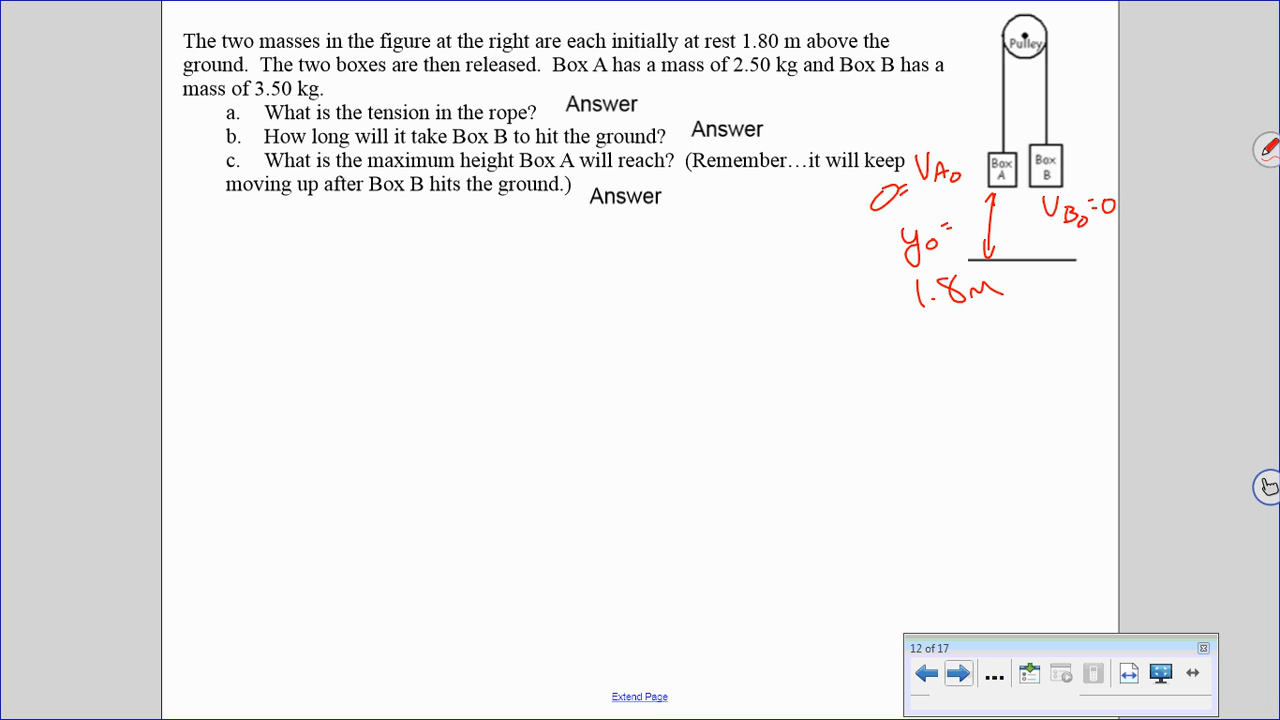 The two masses in the figure at the right are each initially at rest 1.80 m above the
ground. The two boxes are then released. Box A has a mass of 2.50 kg and Box B has a
mass of 3.50 kg.
a. What is the tension in the rope? Answer
b. How long will it take Box B to hit the ground? Answer
c. What is the maximum height Box A will reach? (Remember…it will keep
moving up after Box B hits the ground.) Answer
Pulley
Box
A
Box
B
0 = VA0
VB0 = 0
y0 =
1.8m
12 of 17
...
Extend Page